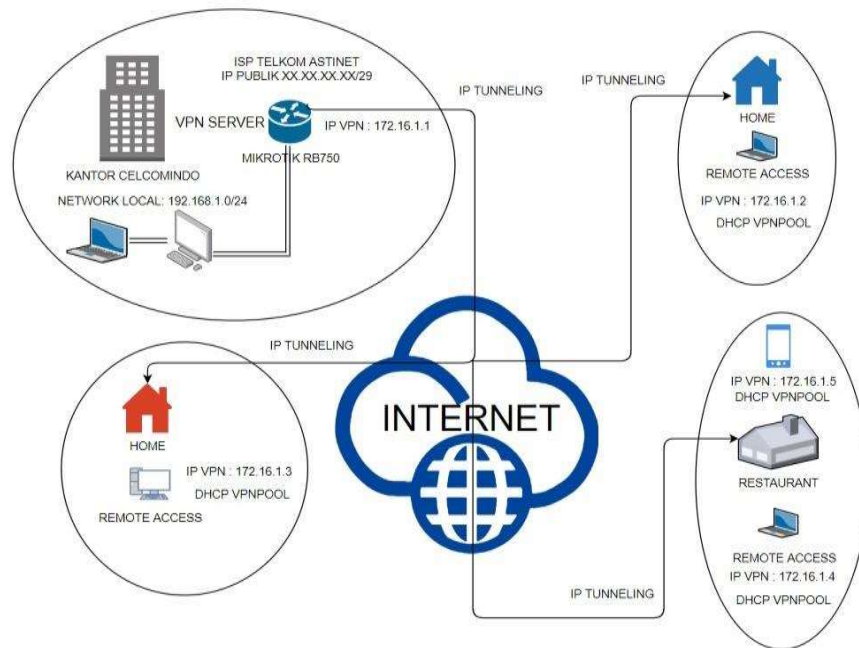 ISP TELKOM ASTINET
IP PUBLIK XX.XX.XX.XX/29
VPN SERVER
IP VPN : 172.16.1.1
MIKROTIK RB750
KANTOR CELCOMINDO
NETWORK LOCAL: 192.168.1.0/24
IP TUNNELING
IP TUNNELING
HOME
REMOTE ACCESS
IP VPN : 172.16.1.2
DHCP VPNPOOL
IP TUNNELING
HOME
IP VPN : 172.16.1.3
DHCP VPNPOOL
REMOTE ACCESS
INTERNET
IP VPN : 172.16.1.5
DHCP VPNPOOL
RESTAURANT
REMOTE ACCESS
IP VPN : 172.16.1.4
DHCP VPNPOOL
IP TUNNELING